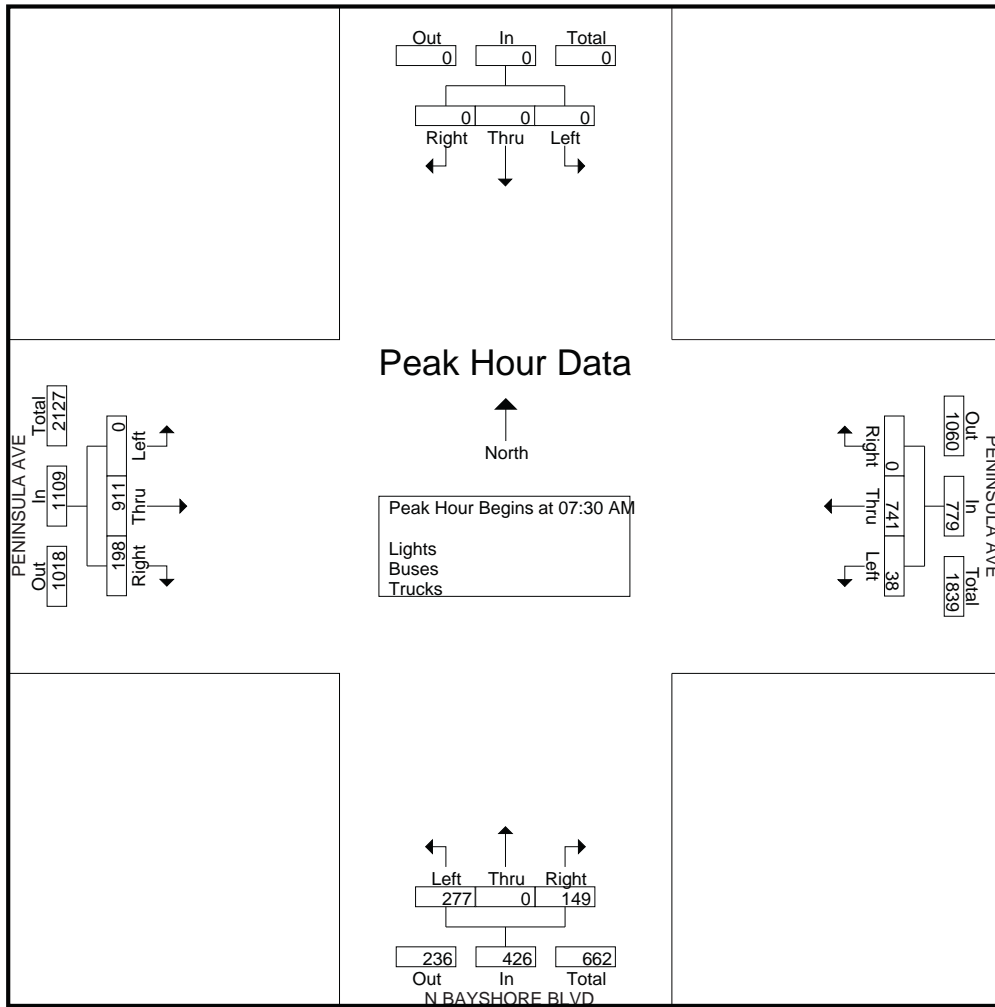 Out In Total
0 0 0
0 0 0
Right Thru Left
Peak Hour Data
North
Peak Hour Begins at 07:30 AM
Lights
Buses
Trucks
PENINSULA AVE
Out In Total
1018 1109 2127
198 911 0
Right Thru Left
PENINSULA AVE
Out In Total
1060 779 1839
0 741 38
Right Thru Left
Left Thru Right
277 0 149
236 426 662
Out In Total
N BAYSHORE BLVD